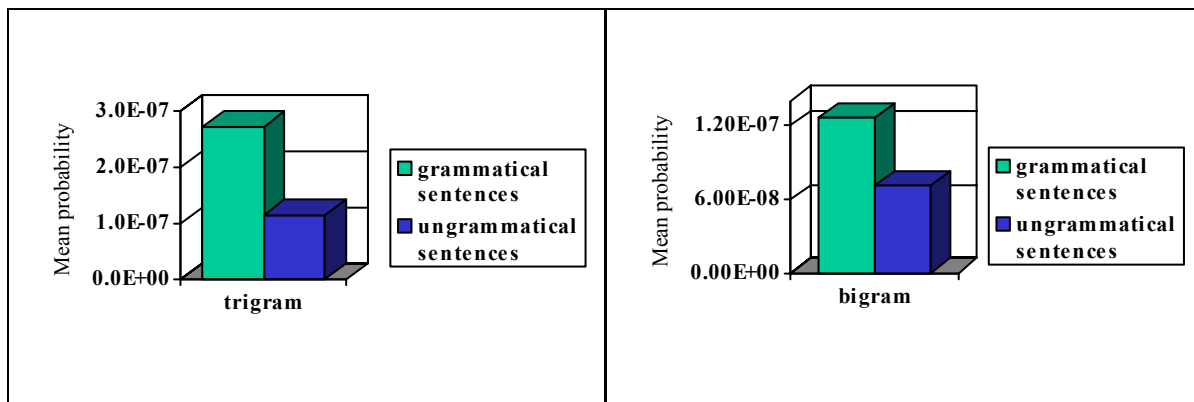 Mean probability
3.0E-07
2.0E-07
1.0E-07
0.0E+00
trigram
grammatical
sentences
ungrammatical
sentences
Mean probability
1.20E-07
6.00E-08
0.00E+00
bigram
grammatical
sentences
ungrammatical
sentences